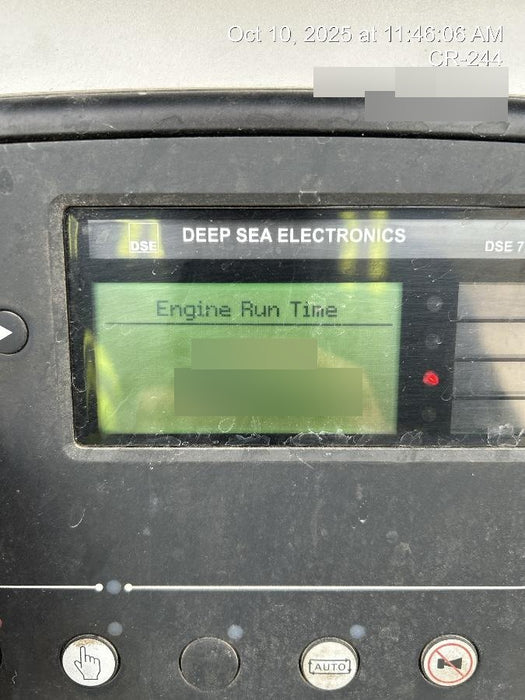 Oct 10, 2025 at 11:46:06 AM
CR-244
DSE
DEEP SEA ELECTRONICS
DSE 7
Engine Run Time
AUTO